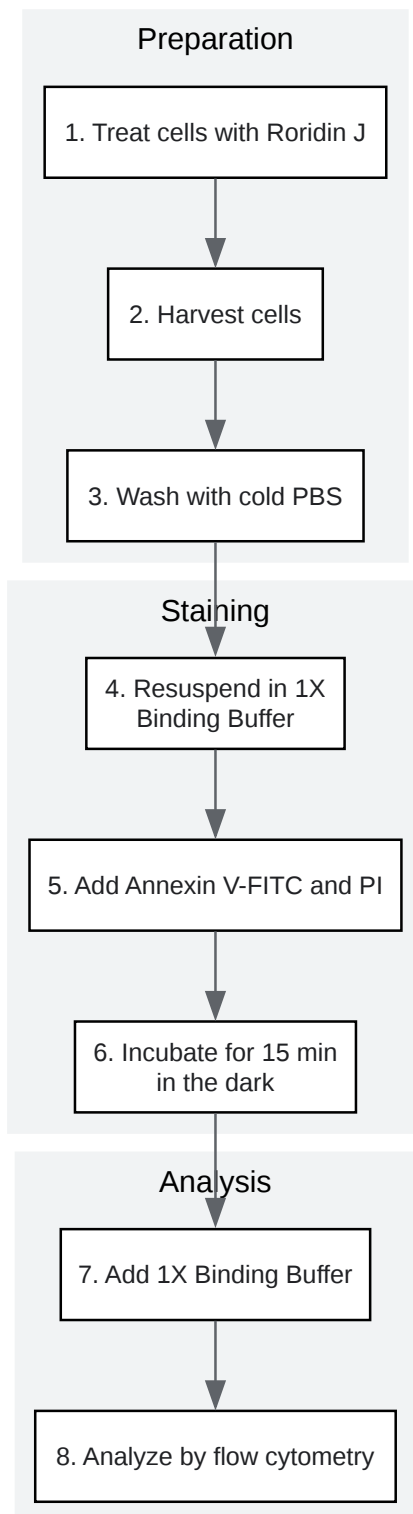 Preparation
1. Treat cells with Roridin J
2. Harvest cells
3. Wash with cold PBS
Staining
4. Resuspend in 1X
Binding Buffer
5. Add Annexin V-FITC and PI
6. Incubate for 15 min
in the dark
Analysis
7. Add 1X Binding Buffer
8. Analyze by flow cytometry